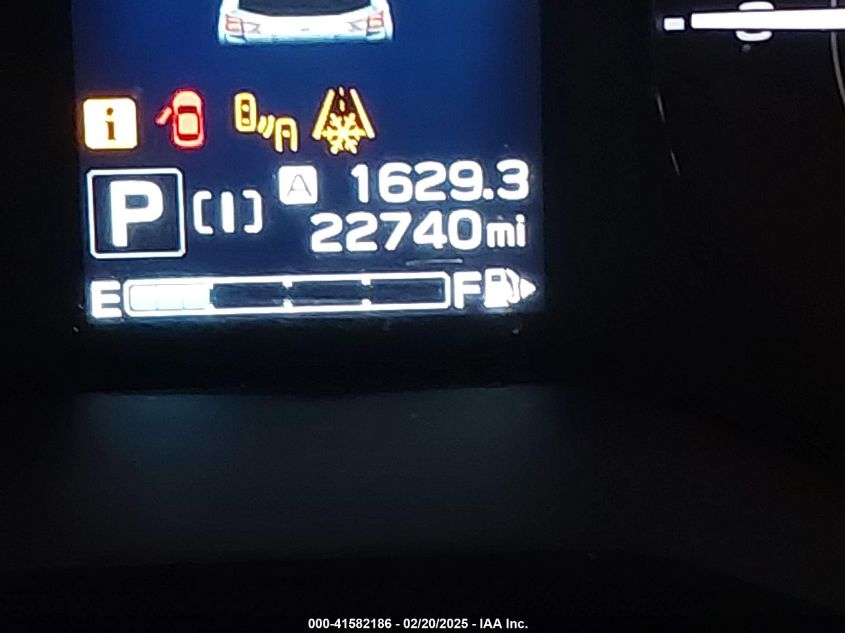 i
P [I] A 1629.3
22740mi
E F
000-41582186 - 02/20/2025 - IAA Inc.